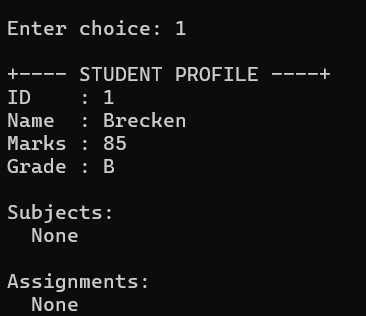 Enter choice: 1
+---- STUDENT PROFILE ----+
ID    : 1
Name  : Brecken
Marks : 85
Grade : B
Subjects:
  None
Assignments:
  None